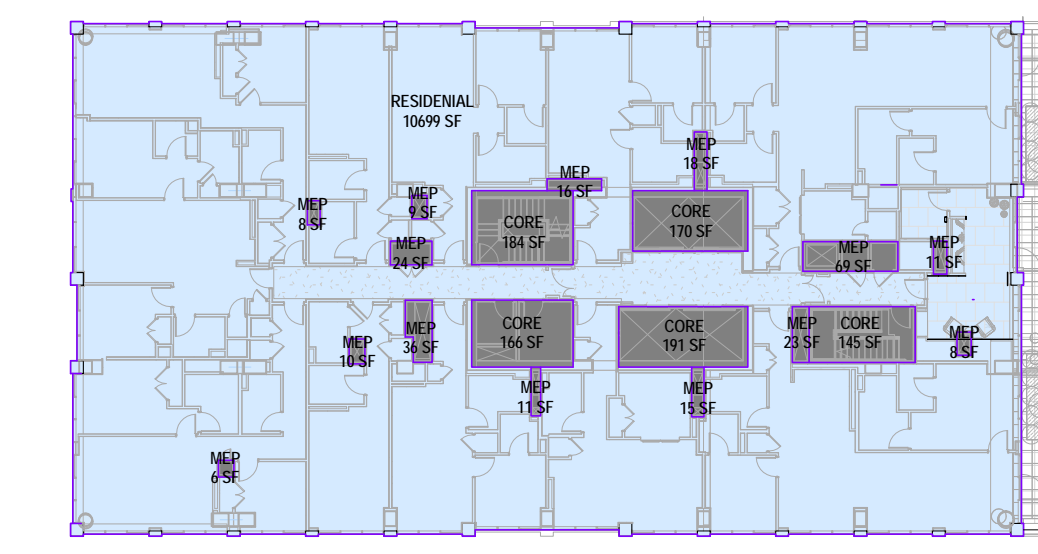 RESIDENIAL
10699 SF
MEP
18 SF
MEP
16 SF
MEP
9 SF
MEP
8 SF
CORE
184 SF
CORE
170 SF
MEP
24 SF
MEP
69 SF
MEP
11 SF
MEP
10 SF
MEP
36 SF
CORE
166 SF
CORE
191 SF
MEP
23 SF
CORE
145 SF
MEP
8 SF
MEP
11 SF
MEP
15 SF
MEP
6 SF